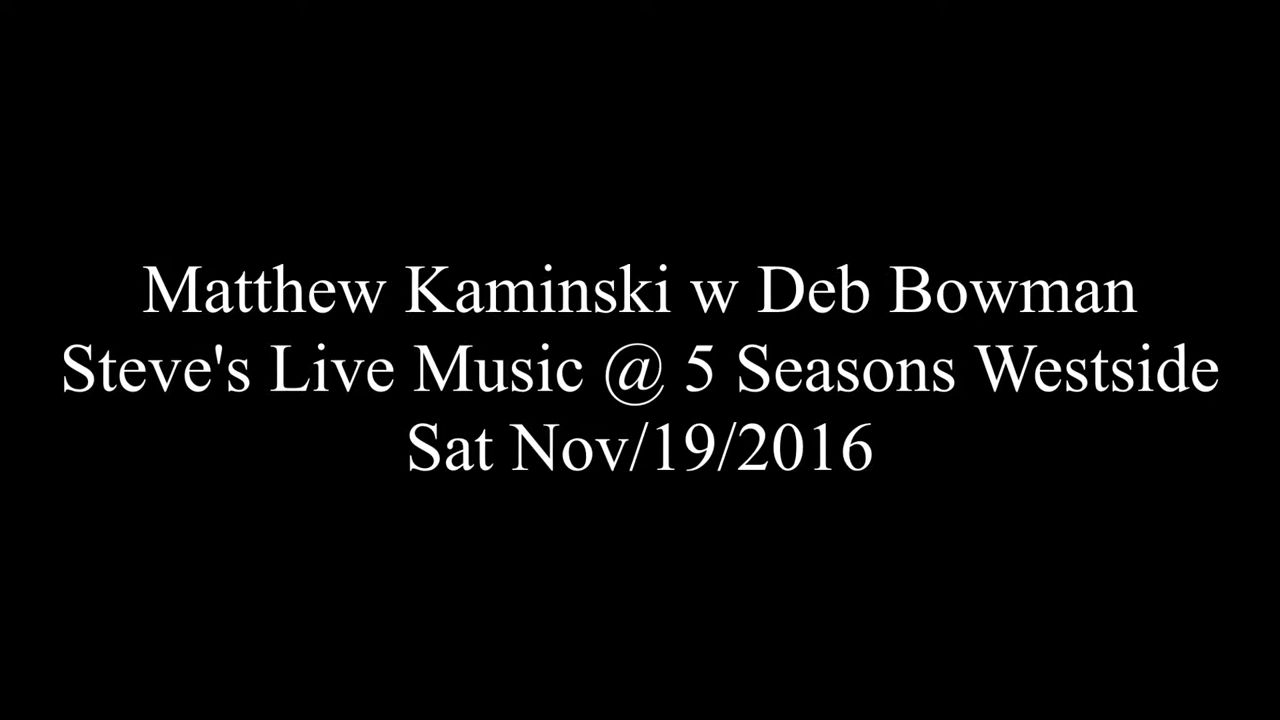 Matthew Kaminski w Deb Bowman
Steve's Live Music @ 5 Seasons Westside
Sat Nov/19/2016